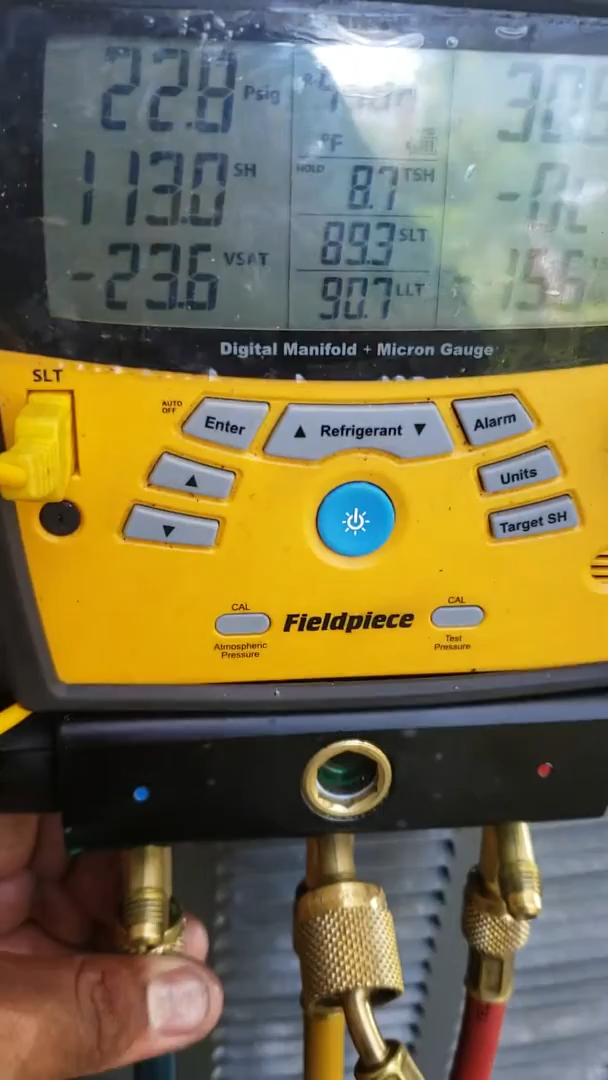 22.8 Psig
113.0 SH
-23.6 VSAT
°F
HOLD 8.7 TSH
89.3 SLT
90.7 LLT
15.6
Digital Manifold + Micron Gauge
SLT
AUTO OFF
Enter
▲ Refrigerant ▼
Alarm
▲
Units
▼
Target SH
CAL
Atmospheric
Pressure
Fieldpiece
CAL
Test
Pressure